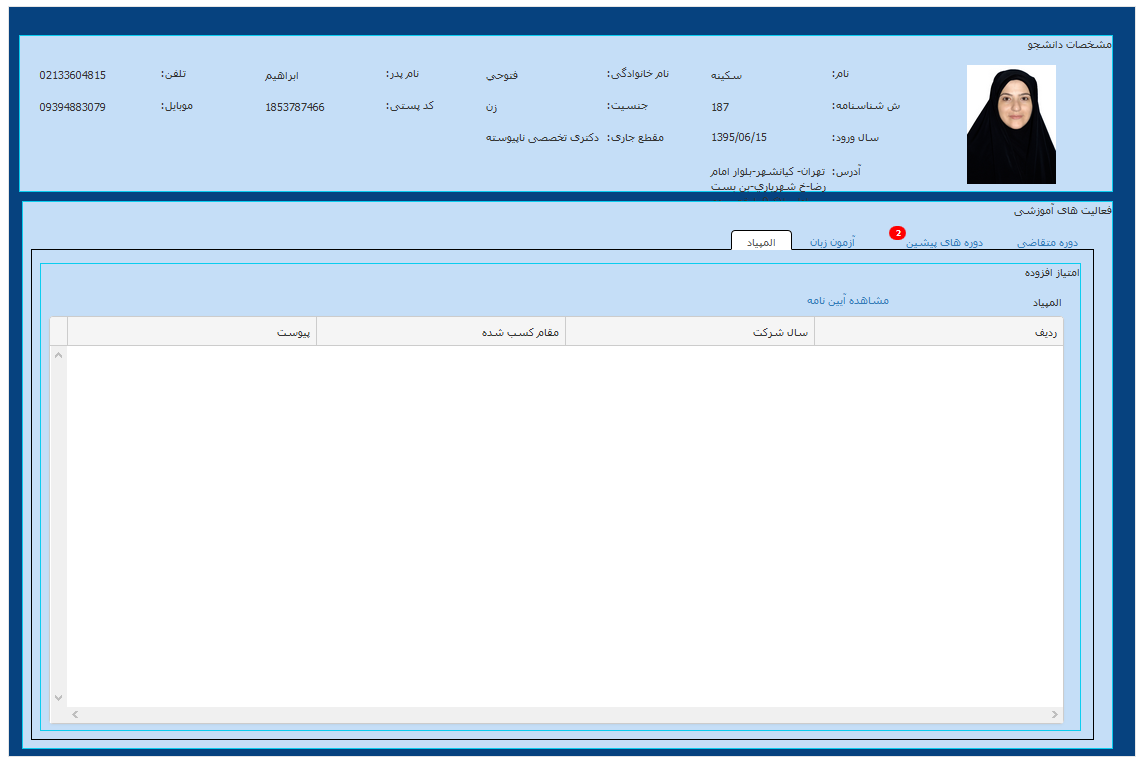 مشخصات دانشجو
نام: سکینه نام خانوادگی: فتوحی نام پدر: ابراهیم تلفن: 02133604815
ش شناسنامه: 187 جنسیت: زن کد پستی: 1853787466 موبایل: 09394883079
سال ورود: 1395/06/15 مقطع جاری: دکتری تخصصی ناپیوسته
آدرس: تهران- کیانشهر-بلوار امام
رضا-خ شهریاری-بن بست
فعالیت های آموزشی
دوره متقاضی دوره های پیشین 2 آزمون زبان المپیاد
امتیاز افزوده
المپیاد مشاهده آیین نامه
ردیف سال شرکت مقام کسب شده پیوست